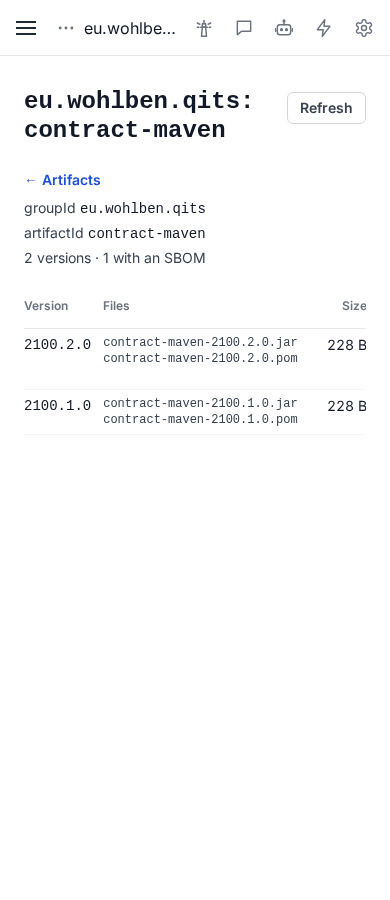 eu.wohlbe...
eu.wohlben.qits:
contract-maven
Refresh
← Artifacts
groupId eu.wohlben.qits
artifactId contract-maven
2 versions · 1 with an SBOM
Version Files Size
2100.2.0 contract-maven-2100.2.0.jar 228 B
contract-maven-2100.2.0.pom
2100.1.0 contract-maven-2100.1.0.jar 228 B
contract-maven-2100.1.0.pom